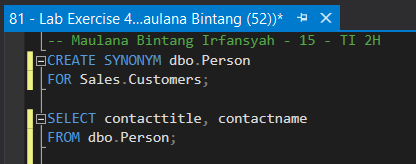 81 - Lab Exercise 4...aulana Bintang (52))*
-- Maulana Bintang Irfansyah - 15 - TI 2H
CREATE SYNONYM dbo.Person
FOR Sales.Customers;
SELECT contacttitle, contactname
FROM dbo.Person;